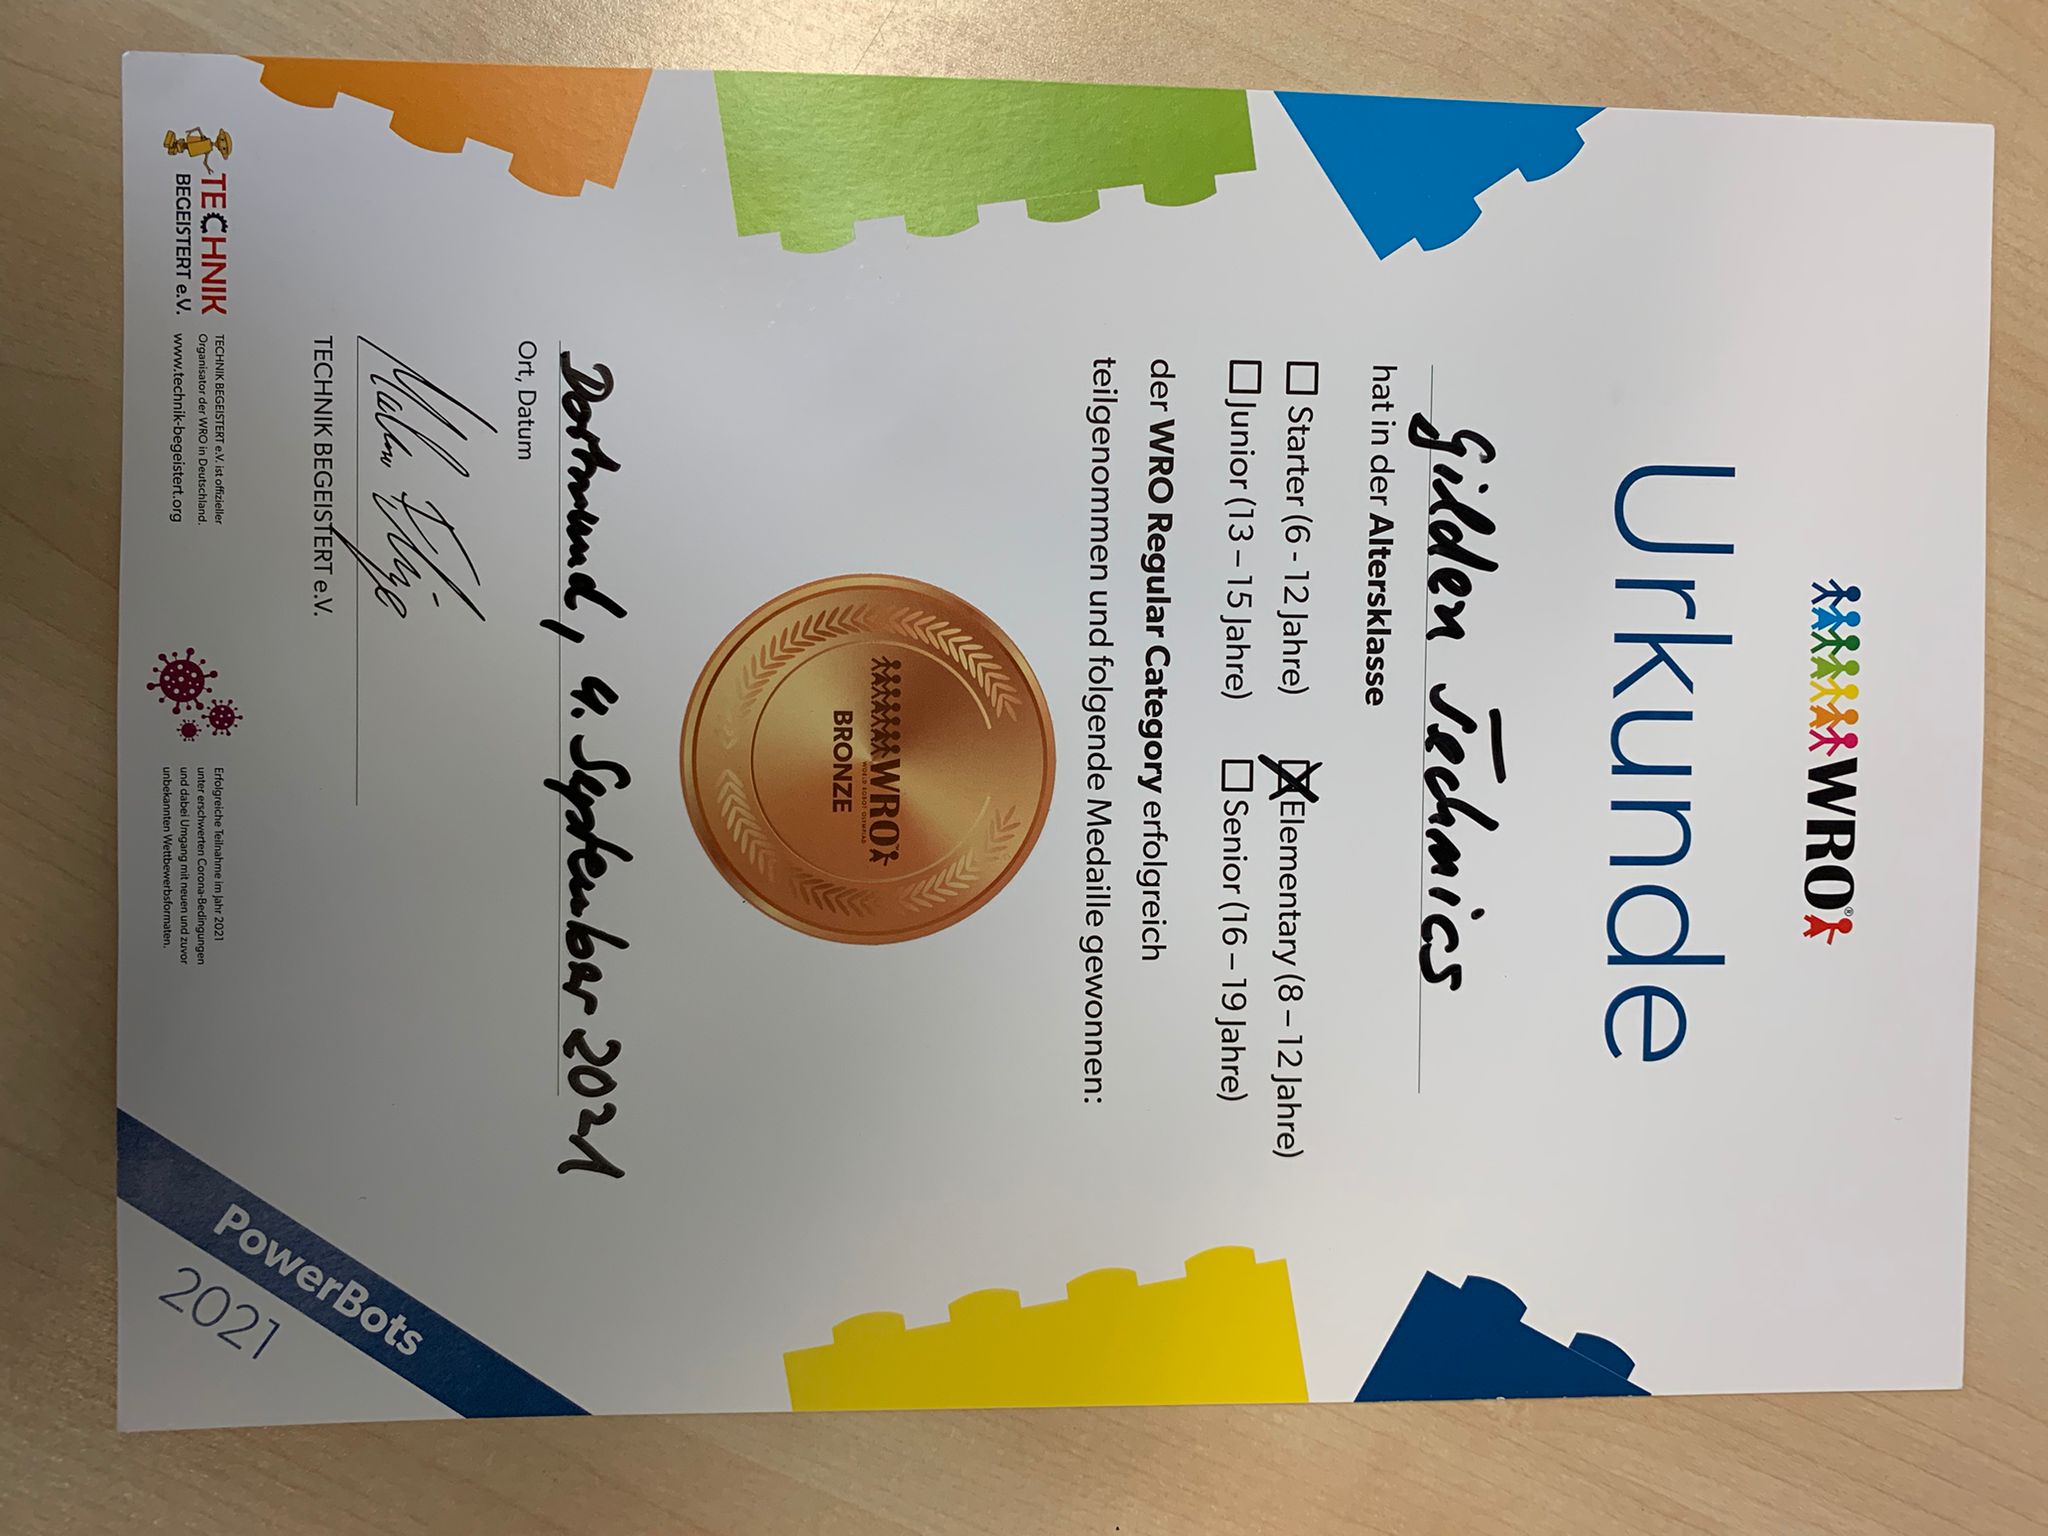 WRO®
Urkunde
Gilden Technics
hat in der Altersklasse
☐ Starter (6 - 12 Jahre) ☒ Elementary (8 – 12 Jahre)
☐ Junior (13 – 15 Jahre) ☐ Senior (16 – 19 Jahre)
der WRO Regular Category erfolgreich
teilgenommen und folgende Medaille gewonnen:
WRO™
WORLD ROBOT OLYMPIAD
BRONZE
Dortmund, 4. September 2021
Ort, Datum
TECHNIK BEGEISTERT e.V.
TECHNIK
BEGEISTERT e.V.
TECHNIK BEGEISTERT e.V. ist offizieller
Organisator der WRO in Deutschland.
www.technik-begeistert.org
Erfolgreiche Teilnahme im Jahr 2021
unter erschwerten Corona-Bedingungen
und dabei Umgang mit neuen und zuvor
unbekannten Wettbewerbsformaten.
PowerBots
2021